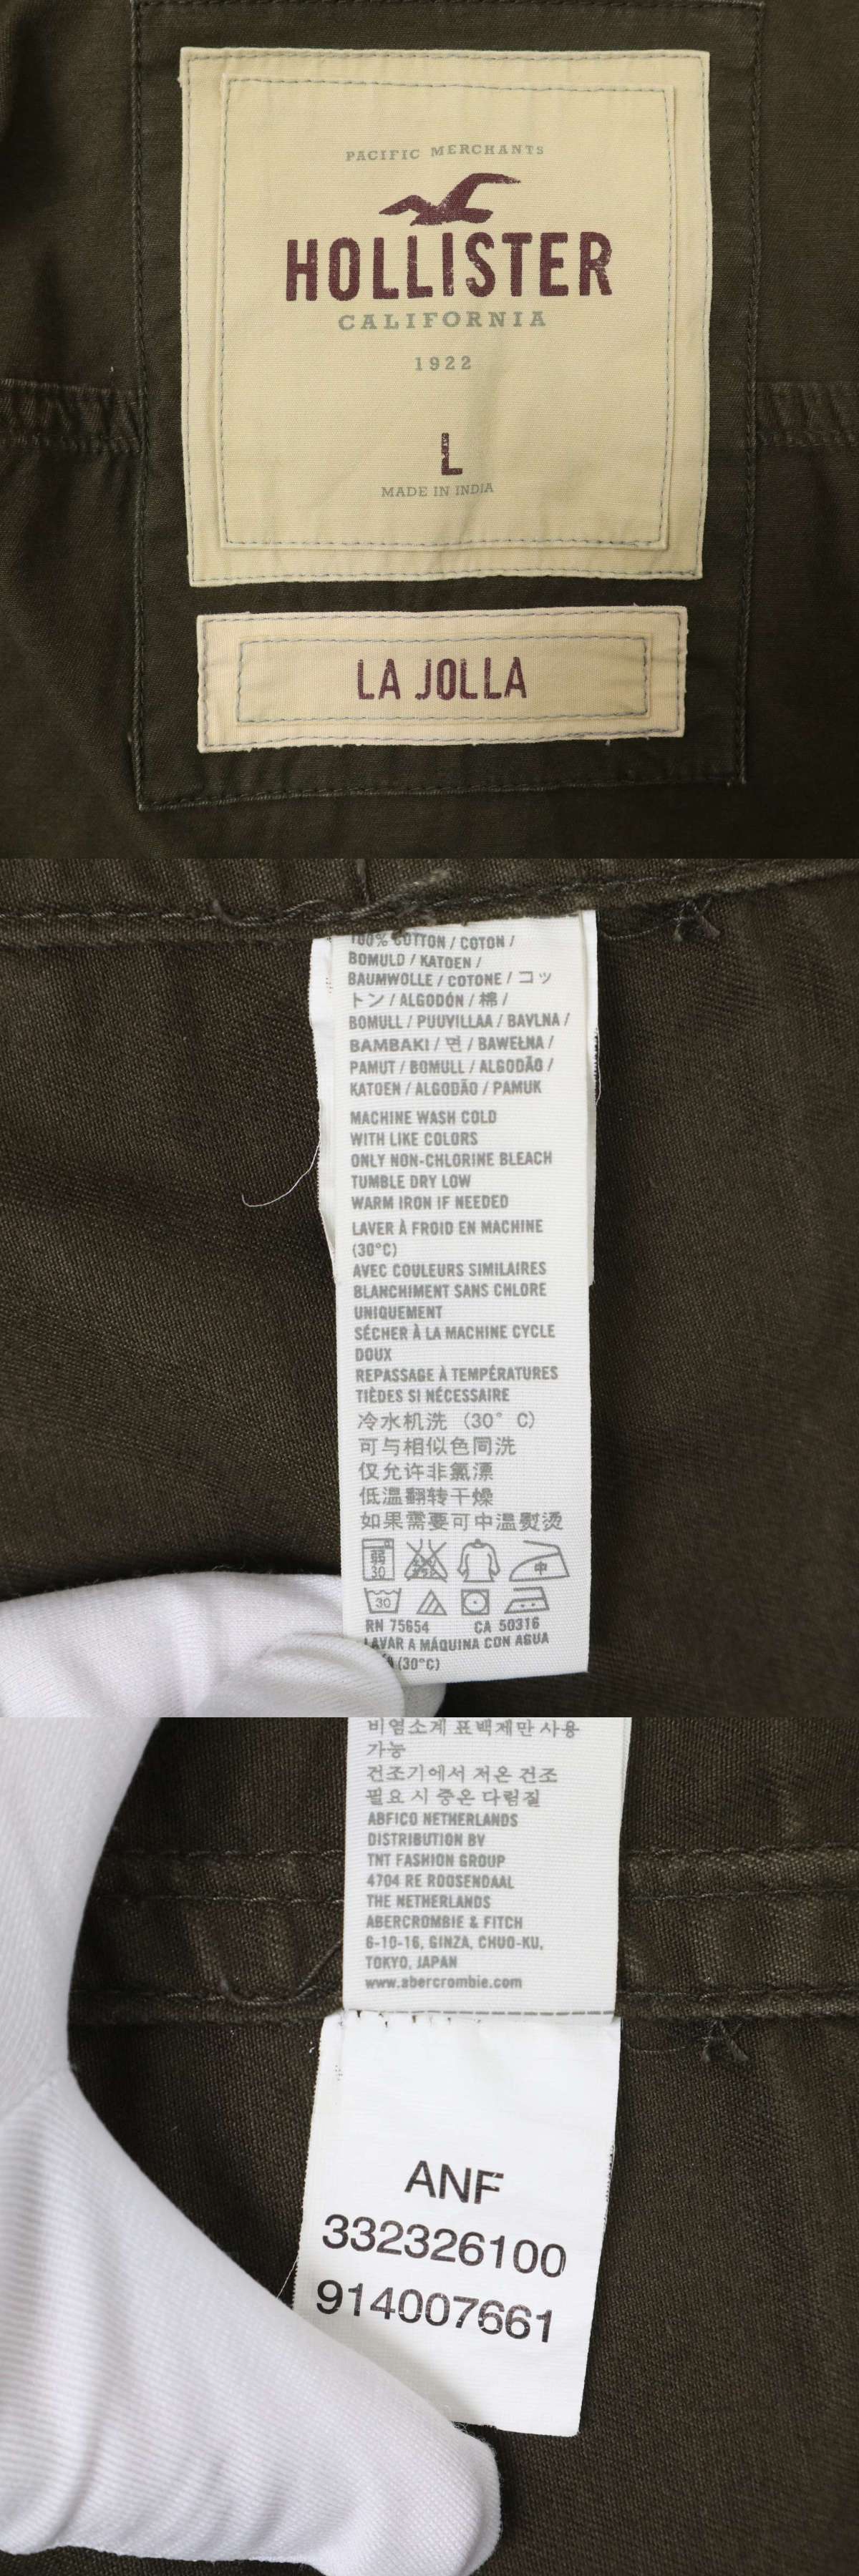 PACIFIC MERCHANTS
HOLLISTER
CALIFORNIA
1922
L
MADE IN INDIA
LA JOLLA
100% COTTON / COTON /
BOMULD / KATOEN /
BAUMWOLLE / COTONE / コッ
トン / ALGODÓN / 棉 /
BOMULL / PUUVILLAA / BAVLNA /
BAMBAKI / 면 / BAWEŁNA /
PAMUT / BOMULL / ALGODÃO /
KATOEN / ALGODÃO / PAMUK
MACHINE WASH COLD
WITH LIKE COLORS
ONLY NON-CHLORINE BLEACH
TUMBLE DRY LOW
WARM IRON IF NEEDED
LAVER À FROID EN MACHINE
(30°C)
AVEC COULEURS SIMILAIRES
BLANCHIMENT SANS CHLORE
UNIQUEMENT
SÉCHER À LA MACHINE CYCLE
DOUX
REPASSAGE À TEMPÉRATURES
TIÈDES SI NÉCESSAIRE
冷水机洗 (30° C)
可与相似色同洗
仅允许非氯漂
低温翻转干燥
如果需要可中温熨烫
弱 30 中
30
RN 75654 CA 50316
LAVAR A MÁQUINA CON AGUA
(30°C)
비염소계 표백제만 사용
가능
건조기에서 저온 건조
필요 시 중온 다림질
ABFICO NETHERLANDS
DISTRIBUTION BY
TNT FASHION GROUP
4704 RE ROOSENDAAL
THE NETHERLANDS
ABERCROMBIE & FITCH
6-10-16, GINZA, CHUO-KU,
TOKYO, JAPAN
www.abercrombie.com
ANF
332326100
914007661